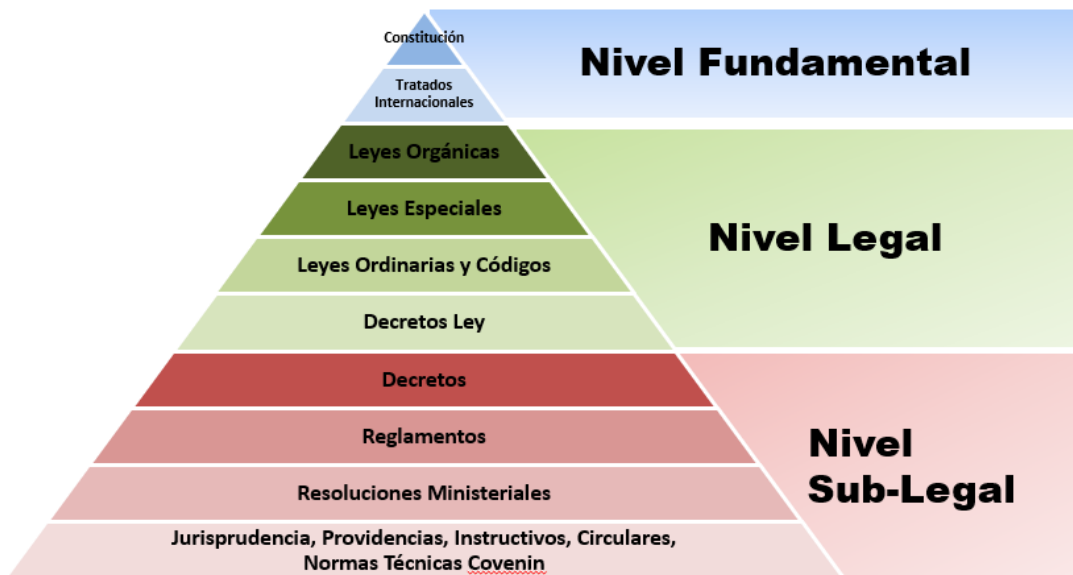 Constitución
Nivel Fundamental
Tratados
Internacionales
Leyes Orgánicas
Leyes Especiales
Nivel Legal
Leyes Ordinarias y Códigos
Decretos Ley
Decretos
Reglamentos
Nivel
Sub-Legal
Resoluciones Ministeriales
Jurisprudencia, Providencias, Instructivos, Circulares,
Normas Técnicas Covenin